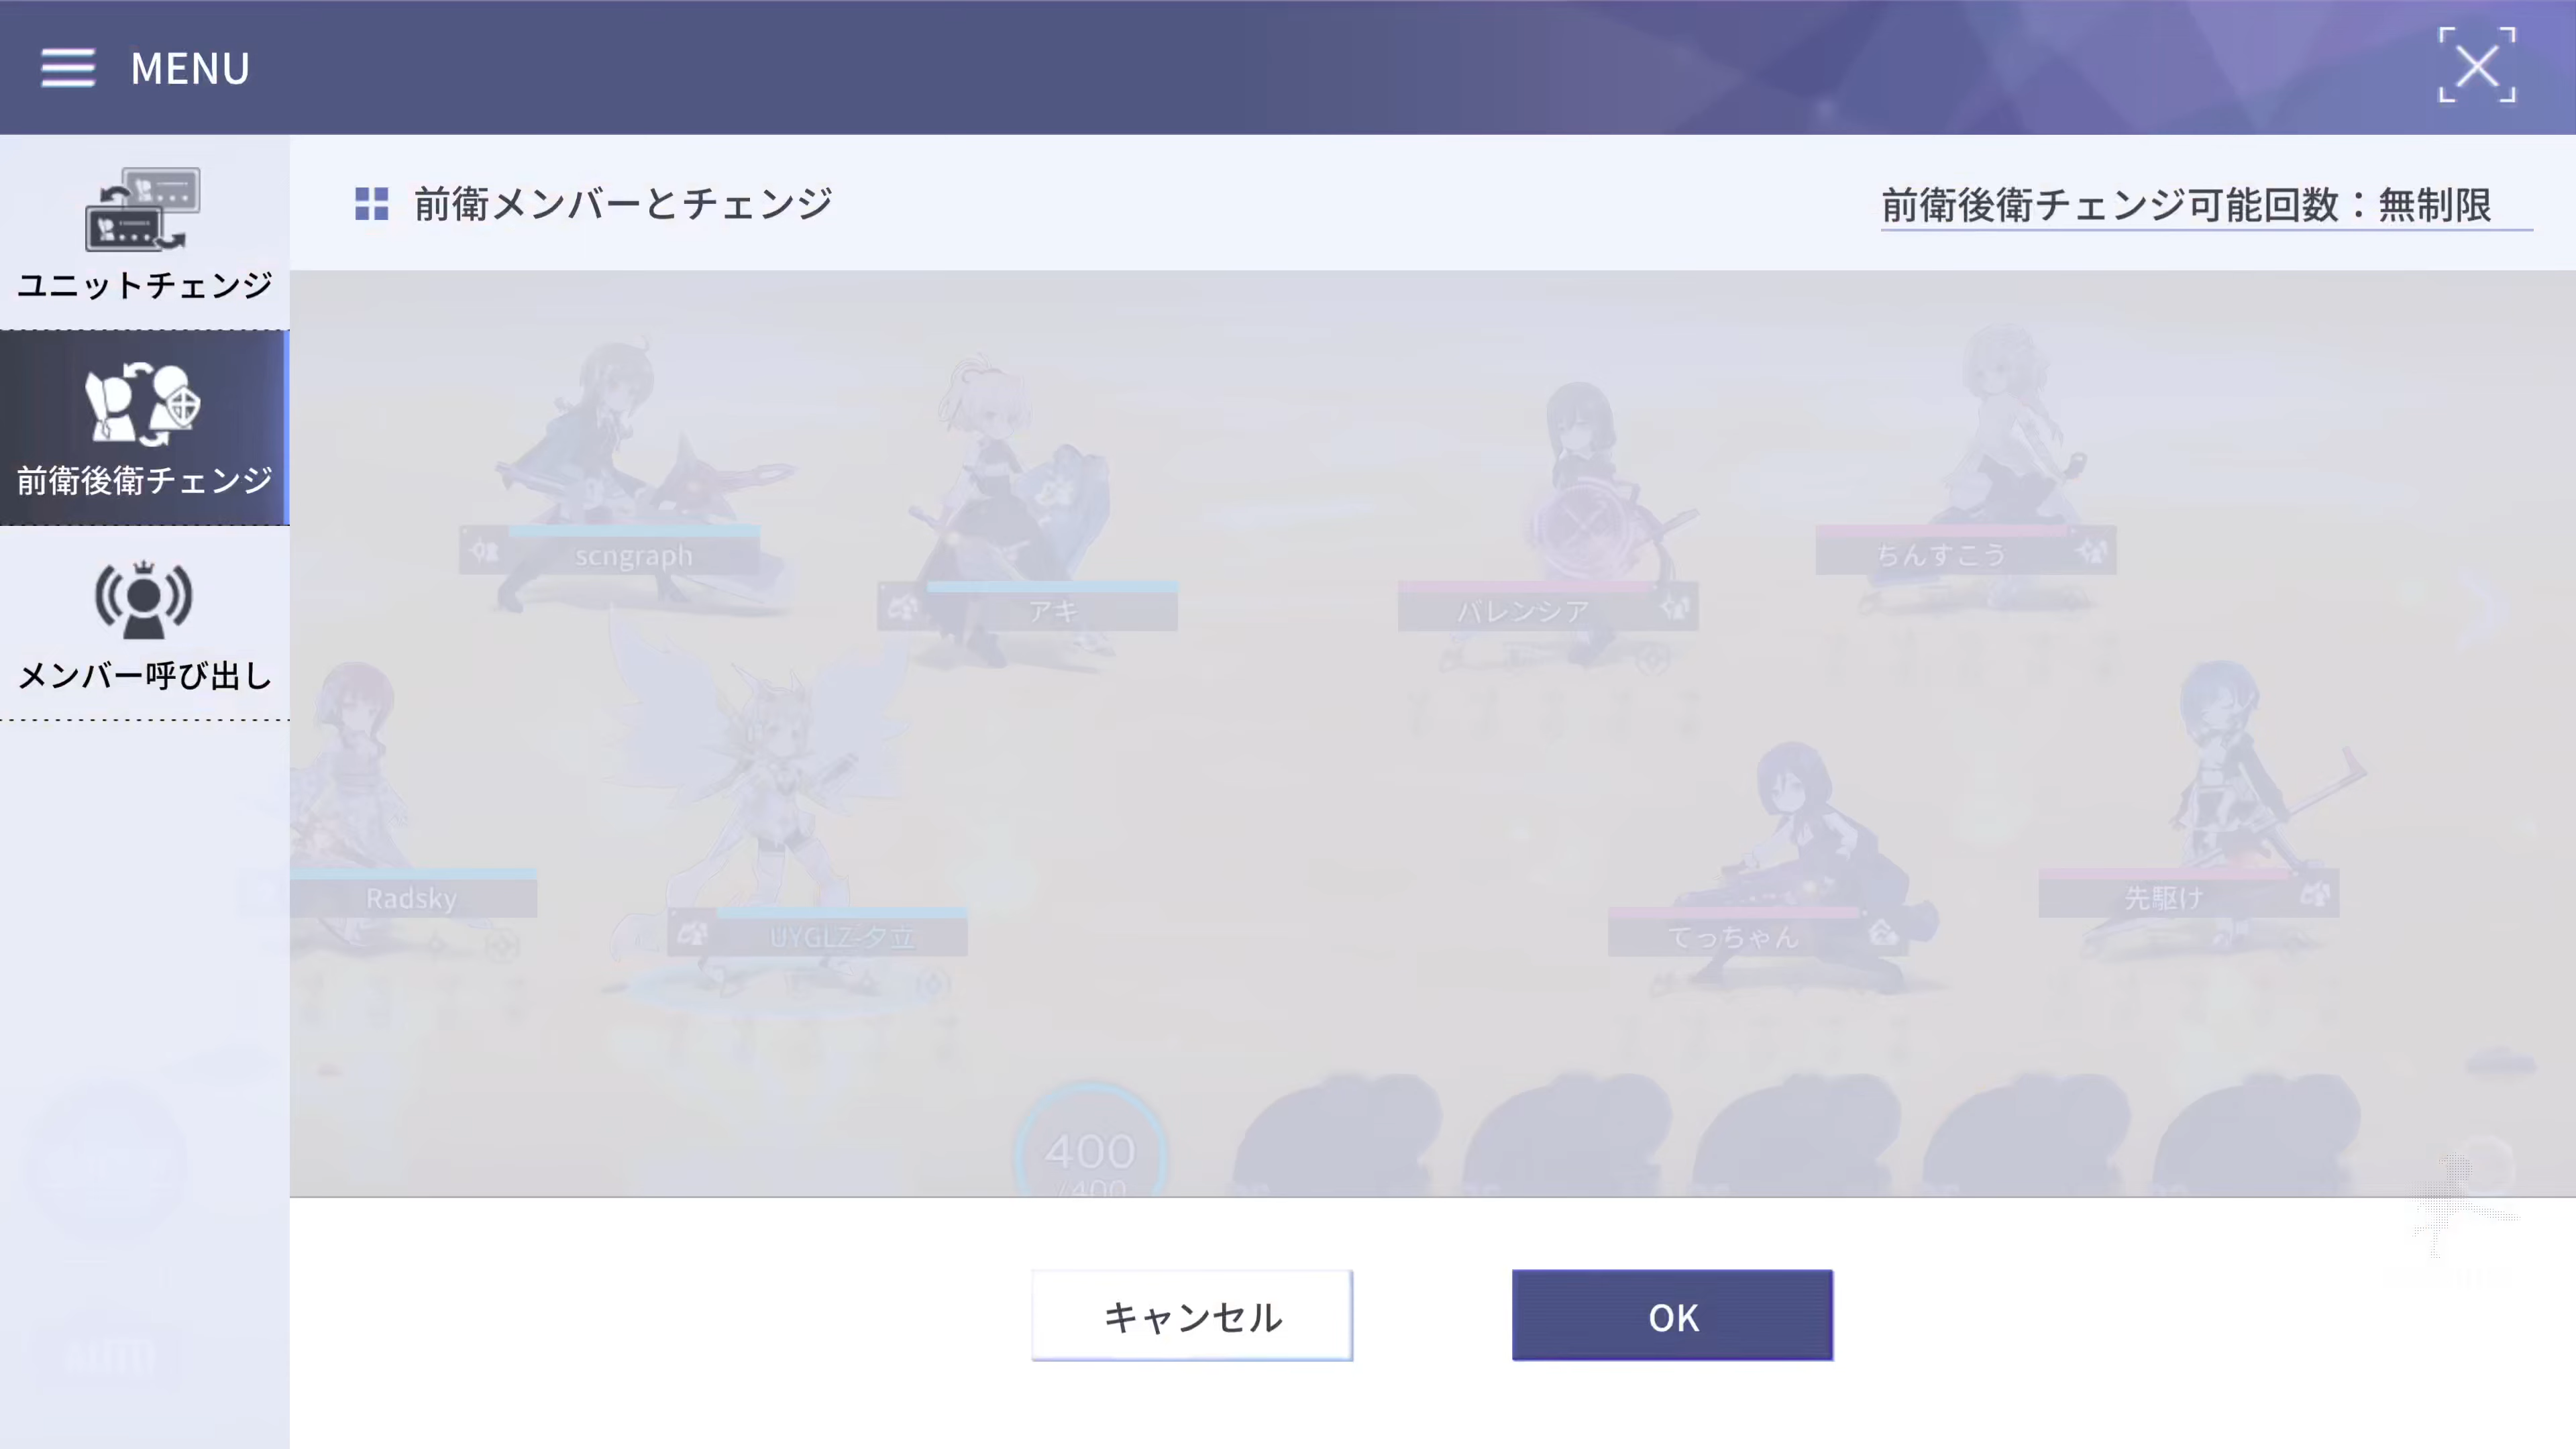 MENU
ユニットチェンジ
前衛後衛チェンジ
メンバー呼び出し
前衛メンバーとチェンジ
前衛後衛チェンジ可能回数：無制限
scngraph
アキ
バレンシア
ちんすこう
Radsky
UYGLZ-夕立
てっちゃん
先駆け
400
/400
AUTO
キャンセル
OK